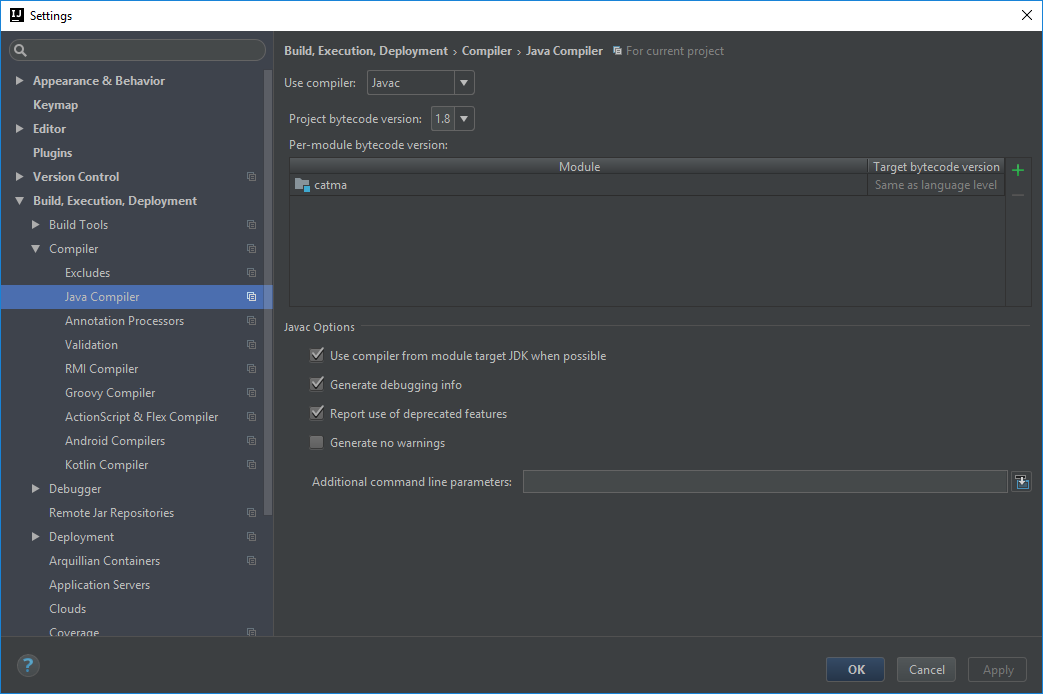 Settings
Appearance & Behavior
Keymap
Editor
Plugins
Version Control
Build, Execution, Deployment
Build Tools
Compiler
Excludes
Java Compiler
Annotation Processors
Validation
RMI Compiler
Groovy Compiler
ActionScript & Flex Compiler
Android Compilers
Kotlin Compiler
Debugger
Remote Jar Repositories
Deployment
Arquillian Containers
Application Servers
Clouds
Coverage
Build, Execution, Deployment › Compiler › Java Compiler For current project
Use compiler: Javac
Project bytecode version: 1.8
Per-module bytecode version:
Module Target bytecode version
catma Same as language level
Javac Options
Use compiler from module target JDK when possible
Generate debugging info
Report use of deprecated features
Generate no warnings
Additional command line parameters:
? OK Cancel Apply